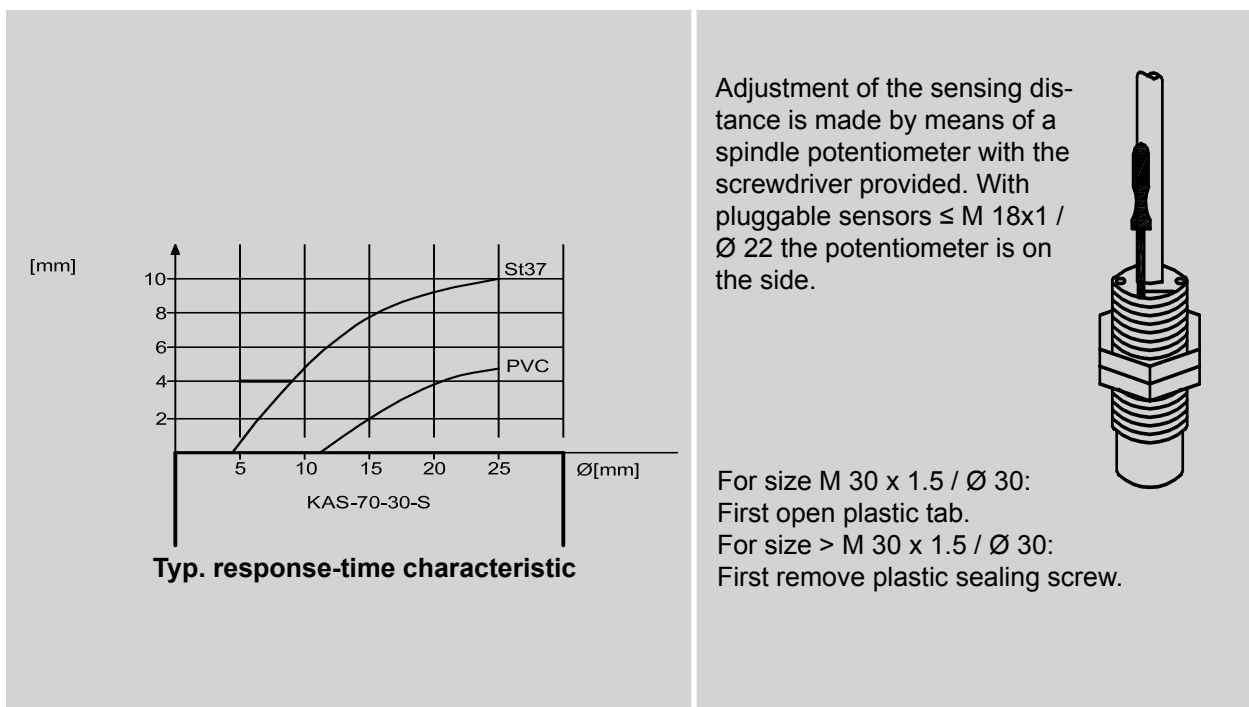 [mm]
10
8
6
4
2
St37
PVC
5 10 15 20 25 Ø[mm]
KAS-70-30-S
Typ. response-time characteristic
Adjustment of the sensing dis-
tance is made by means of a
spindle potentiometer with the
screwdriver provided. With
pluggable sensors ≤ M 18x1 /
Ø 22 the potentiometer is on
the side.
For size M 30 x 1.5 / Ø 30:
First open plastic tab.
For size > M 30 x 1.5 / Ø 30:
First remove plastic sealing screw.